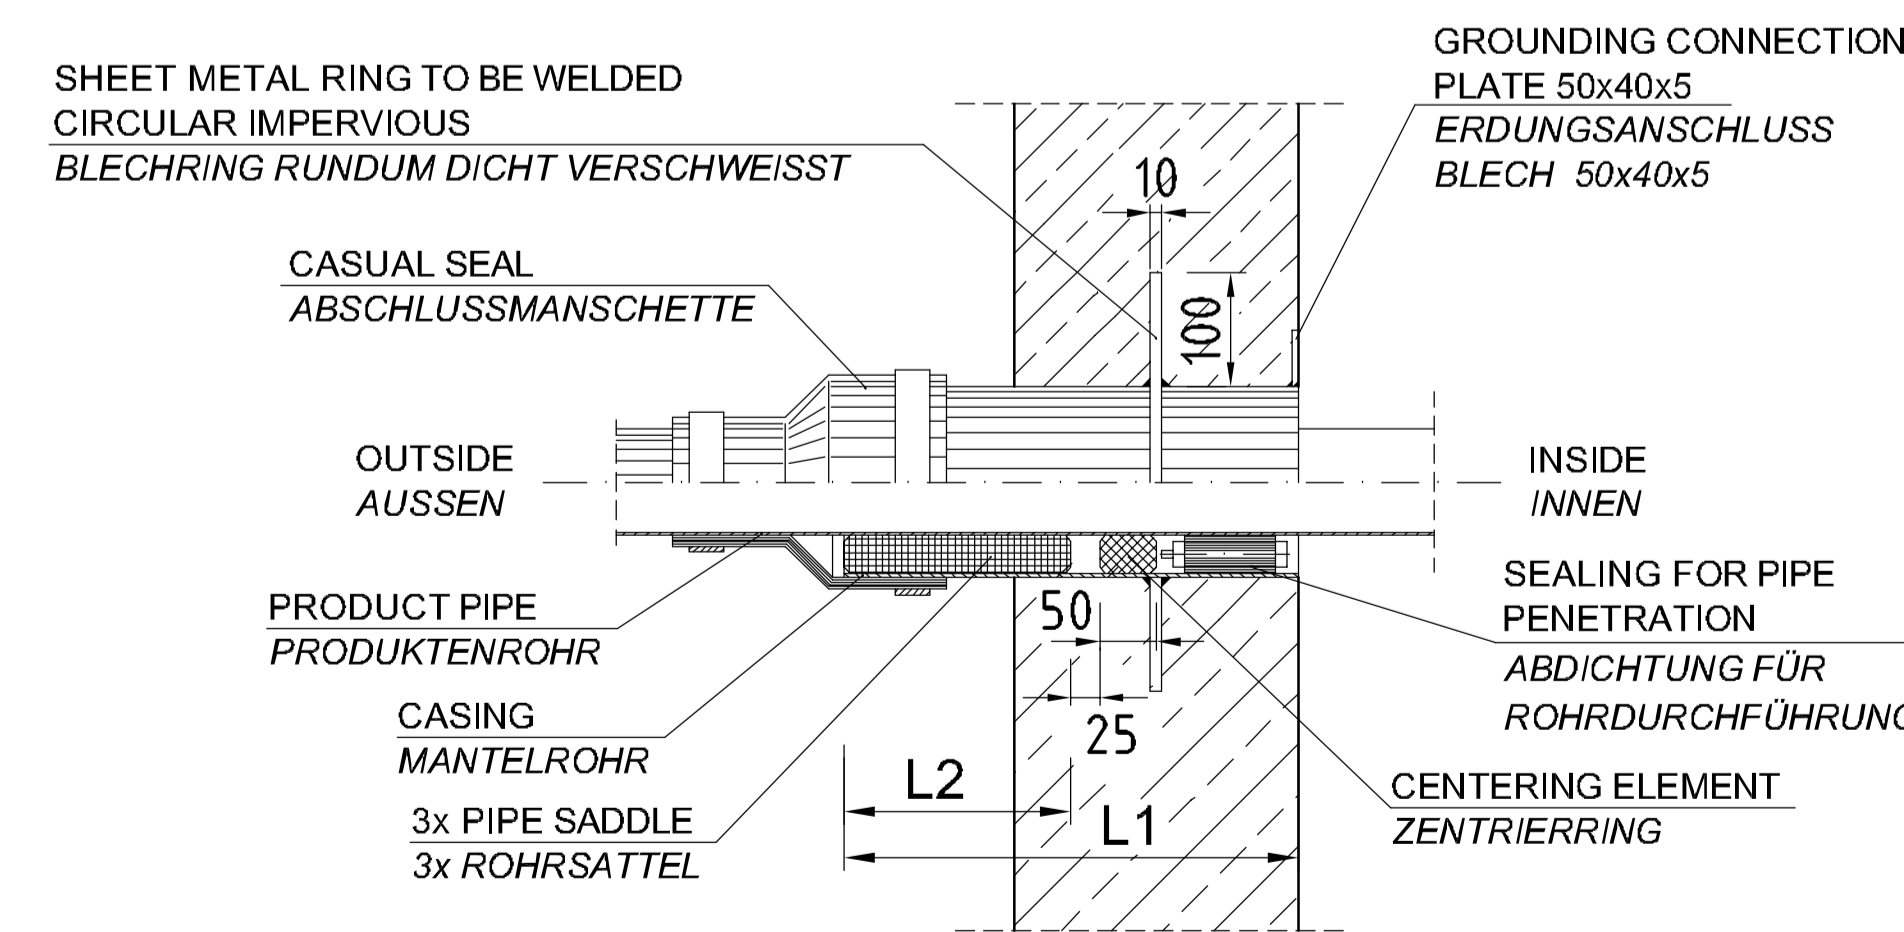 SHEET METAL RING TO BE WELDED
CIRCULAR IMPERVIOUS
BLECHRING RUNDUM DICHT VERSCHWEISST
GROUNDING CONNECTION
PLATE 50x40x5
ERDUNGSANSCHLUSS
BLECH 50x40x5
10
CASUAL SEAL
ABSCHLUSSMANSCHETTE
100
OUTSIDE
AUSSEN
INSIDE
INNEN
PRODUCT PIPE
PRODUKTENROHR
50
SEALING FOR PIPE
PENETRATION
ABDICHTUNG FÜR
ROHRDURCHFÜHRUNG
CASING
MANTELROHR
25
L2
L1
3x PIPE SADDLE
3x ROHRSATTEL
CENTERING ELEMENT
ZENTRIERRING